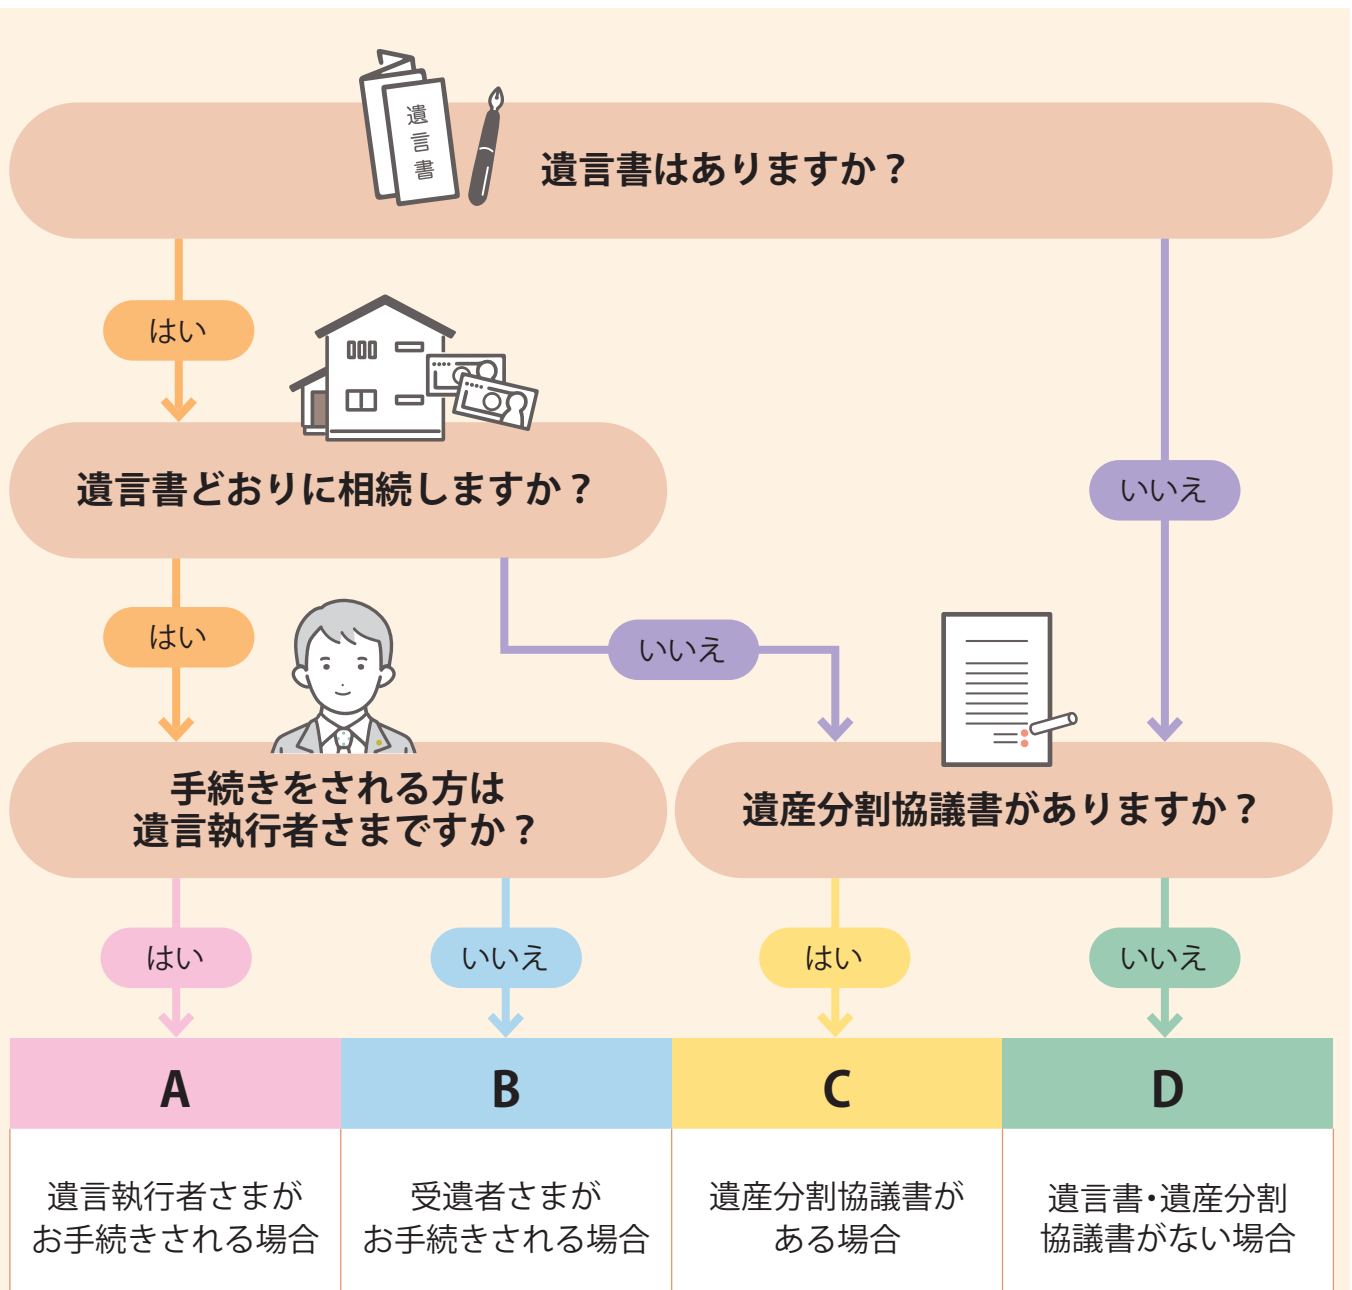 遺言書
遺言書はありますか？
はい
いいえ
遺言書どおりに相続しますか？
はい
いいえ
手続きをされる方は
遺言執行者さまですか？
遺産分割協議書がありますか？
はい
いいえ
はい
いいえ
A
B
C
D
遺言執行者さまが
お手続きされる場合
受遺者さまが
お手続きされる場合
遺産分割協議書が
ある場合
遺言書・遺産分割
協議書がない場合